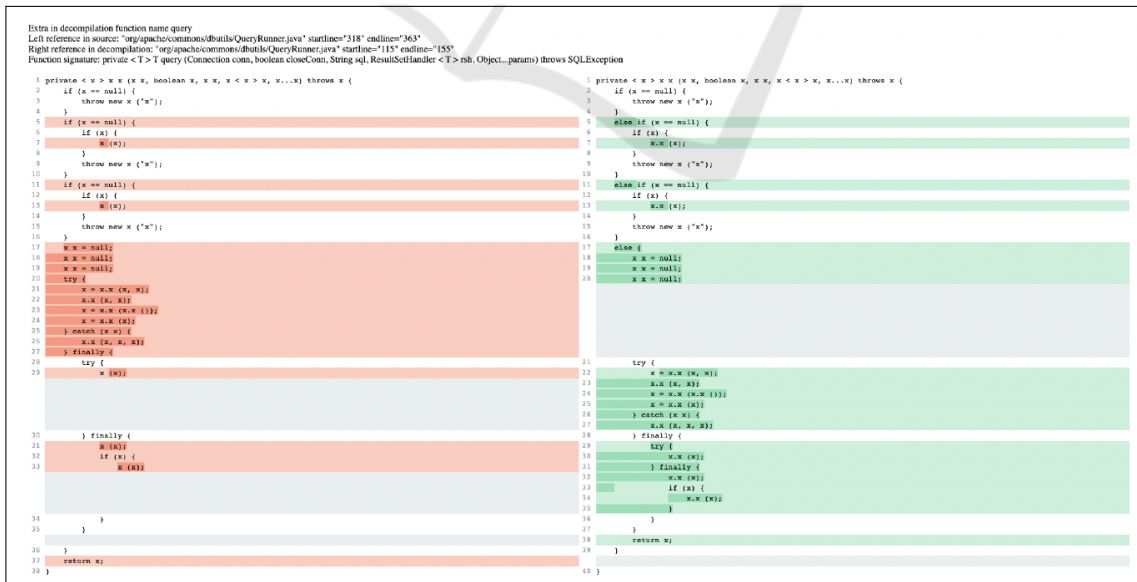 Extra in decompilation function name query
Left reference in source: "org/apache/commons/dbutils/QueryRunner.java" startline="318" endline="363"
Right reference in decompilation: "org/apache/commons/dbutils/QueryRunner.java" startline="115" endline="155"
Function signature: private < T > T query (Connection conn, boolean closeConn, String sql, ResultSetHandler < T > rsh, Object...params) throws SQLException
1 private < x > x x (x x, boolean x, x x, x < x > x, x...x) throws x {
2 if (x == null) {
3 throw new x ("x");
4 }
5 if (x == null) {
6 if (x) {
7 x (x);
8 }
9 throw new x ("x");
10 }
11 if (x == null) {
12 if (x) {
13 x (x);
14 }
15 throw new x ("x");
16 }
17 x x = null;
18 x x = null;
19 x x = null;
20 try {
21 x = x.x (x, x);
22 x.x (x, x);
23 x = x.x (x.x ());
24 x = x.x (x);
25 } catch (x x) {
26 x.x (x, x, x);
27 } finally {
28 try {
29 x (x);
30 } finally {
31 x (x);
32 if (x) {
33 x (x);
34 }
35 }
36 }
37 return x;
38 }
1 private < x > x x (x x, boolean x, x x, x < x > x, x...x) throws x {
2 if (x == null) {
3 throw new x ("x");
4 }
5 else if (x == null) {
6 if (x) {
7 x.x (x);
8 }
9 throw new x ("x");
10 }
11 else if (x == null) {
12 if (x) {
13 x.x (x);
14 }
15 throw new x ("x");
16 }
17 else {
18 x x = null;
19 x x = null;
20 x x = null;
21 try {
22 x = x.x (x, x);
23 x.x (x, x);
24 x = x.x (x.x ());
25 x = x.x (x);
26 } catch (x x) {
27 x.x (x, x, x);
28 } finally {
29 try {
30 x.x (x);
31 } finally {
32 x.x (x);
33 if (x) {
34 x.x (x);
35 }
36 }
37 }
38 return x;
39 }
40 }